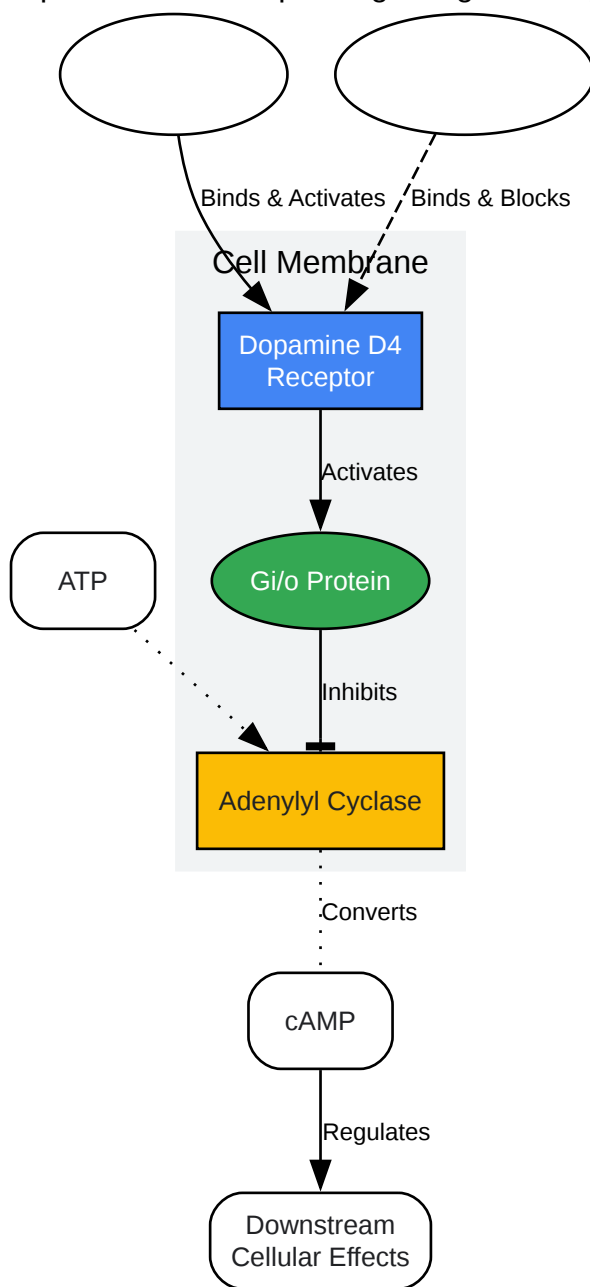 Binds & Activates
Binds & Blocks
Cell Membrane
Dopamine D4
Receptor
Activates
ATP
Gi/o Protein
Inhibits
Adenylyl Cyclase
Converts
cAMP
Regulates
Downstream
Cellular Effects